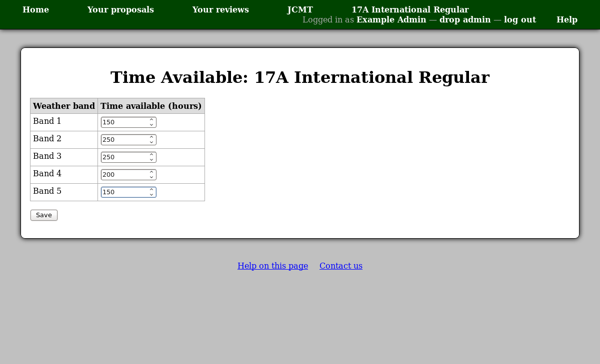 Home Your proposals Your reviews JCMT 17A International Regular
Logged in as Example Admin — drop admin — log out Help
Time Available: 17A International Regular
Weather band Time available (hours)
Band 1 150
Band 2 250
Band 3 250
Band 4 200
Band 5 150
Save
Help on this page Contact us